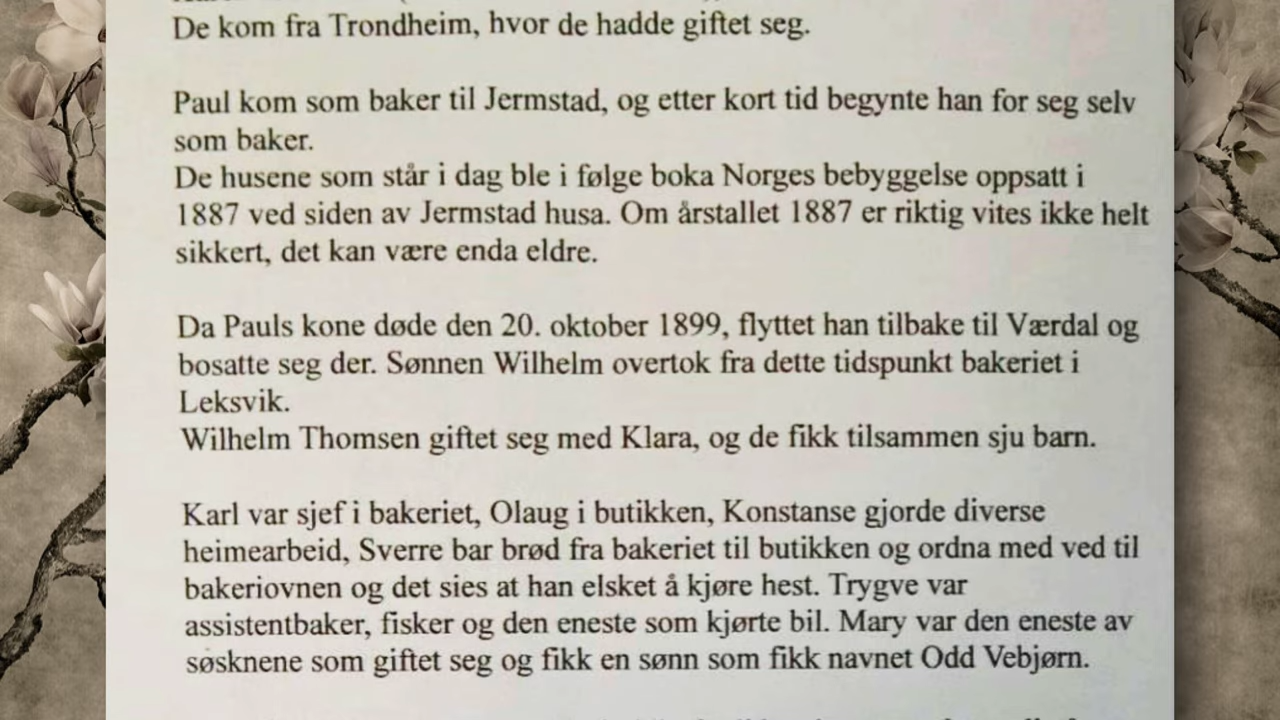 De kom fra Trondheim, hvor de hadde giftet seg.
Paul kom som baker til Jermstad, og etter kort tid begynte han for seg selv
som baker.
De husene som står i dag ble i følge boka Norges bebyggelse oppsatt i
1887 ved siden av Jermstad husa. Om årstallet 1887 er riktig vites ikke helt
sikkert, det kan være enda eldre.
Da Pauls kone døde den 20. oktober 1899, flyttet han tilbake til Værdal og
bosatte seg der. Sønnen Wilhelm overtok fra dette tidspunkt bakeriet i
Leksvik.
Wilhelm Thomsen giftet seg med Klara, og de fikk tilsammen sju barn.
Karl var sjef i bakeriet, Olaug i butikken, Konstanse gjorde diverse
heimearbeid, Sverre bar brød fra bakeriet til butikken og ordna med ved til
bakeriovnen og det sies at han elsket å kjøre hest. Trygve var
assistentbaker, fisker og den eneste som kjørte bil. Mary var den eneste av
søsknene som giftet seg og fikk en sønn som fikk navnet Odd Vebjørn.